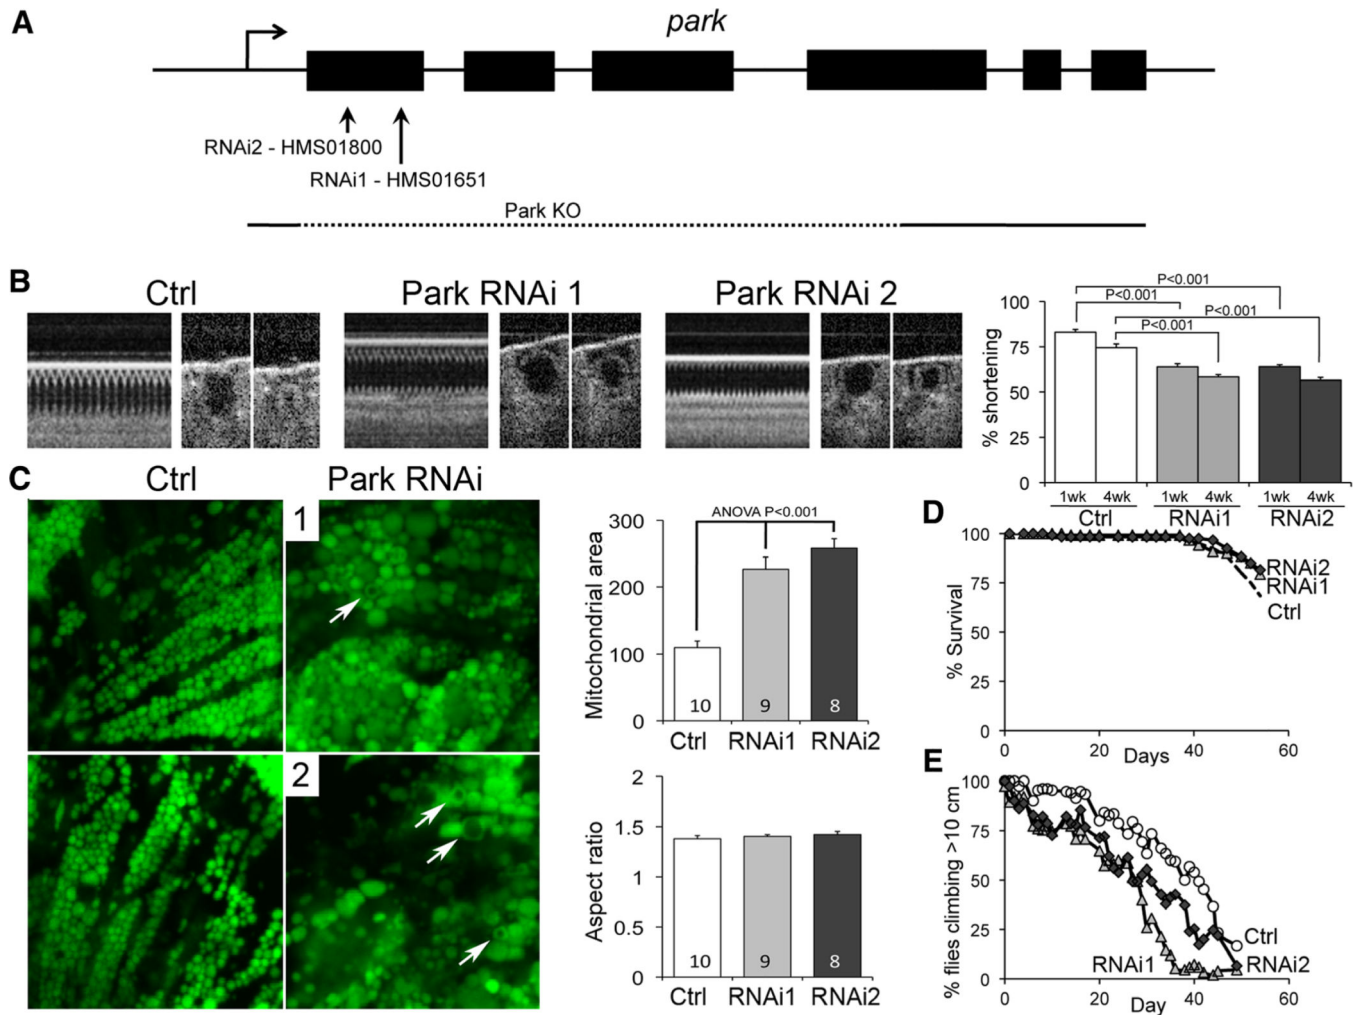 A
park
RNAi2 - HMS01800
RNAi1 - HMS01651
Park KO
B
Ctrl
Park RNAi 1
Park RNAi 2
% shortening
100
75
50
25
0
P<0.001
P<0.001
P<0.001
P<0.001
1wk 4wk 1wk 4wk 1wk 4wk
Ctrl RNAi1 RNAi2
C
Ctrl
Park RNAi
1
2
Mitochondrial area
300
200
100
0
ANOVA P<0.001
10 9 8
Ctrl RNAi1 RNAi2
Aspect ratio
2
1.5
1
0.5
0
10 9 8
Ctrl RNAi1 RNAi2
D
% Survival
100
75
50
25
0
RNAi2
RNAi1
Ctrl
0 20 40 60
Days
E
% flies climbing >10 cm
100
75
50
25
0
Ctrl
RNAi1
RNAi2
0 20 40 60
Day